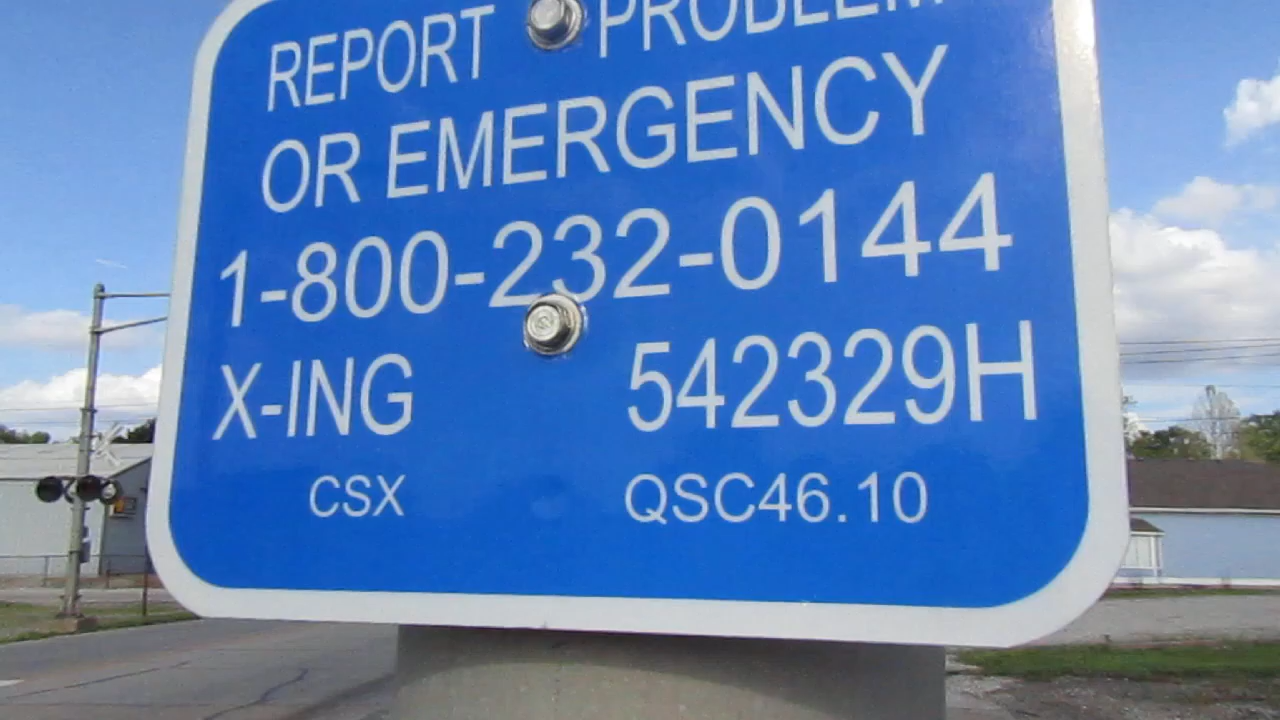 REPORT PROBLEM
OR EMERGENCY
1-800-232-0144
X-ING 542329H
CSX QSC46.10